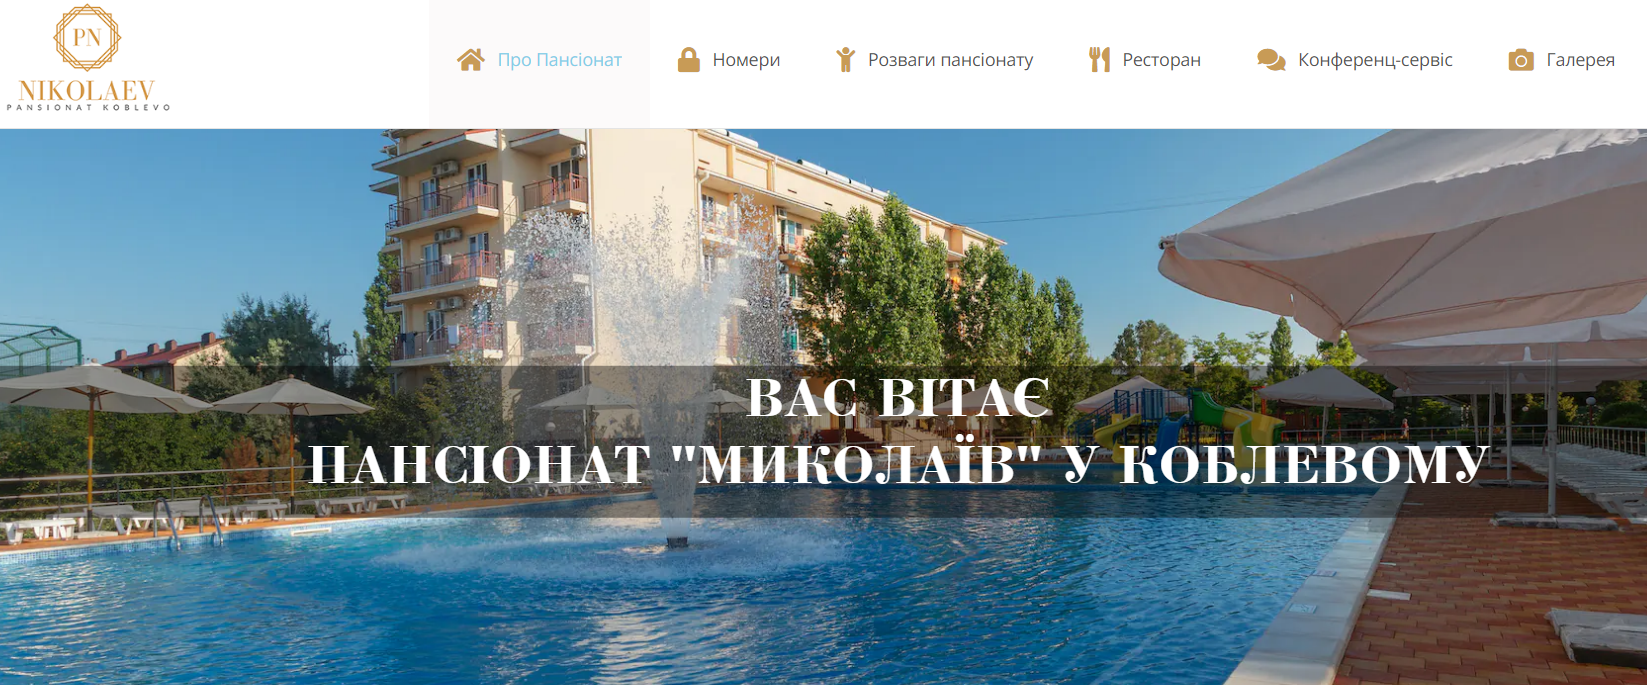 PN
NIKOLAEV
PANSIONAT KOBLEVO
Про Пансіонат
Номери
Розваги пансіонату
Ресторан
Конференц-сервіс
Галерея
ВАС ВІТАЄ
ПАНСІОНАТ "МИКОЛАЇВ" У КОБЛЕВОМУ